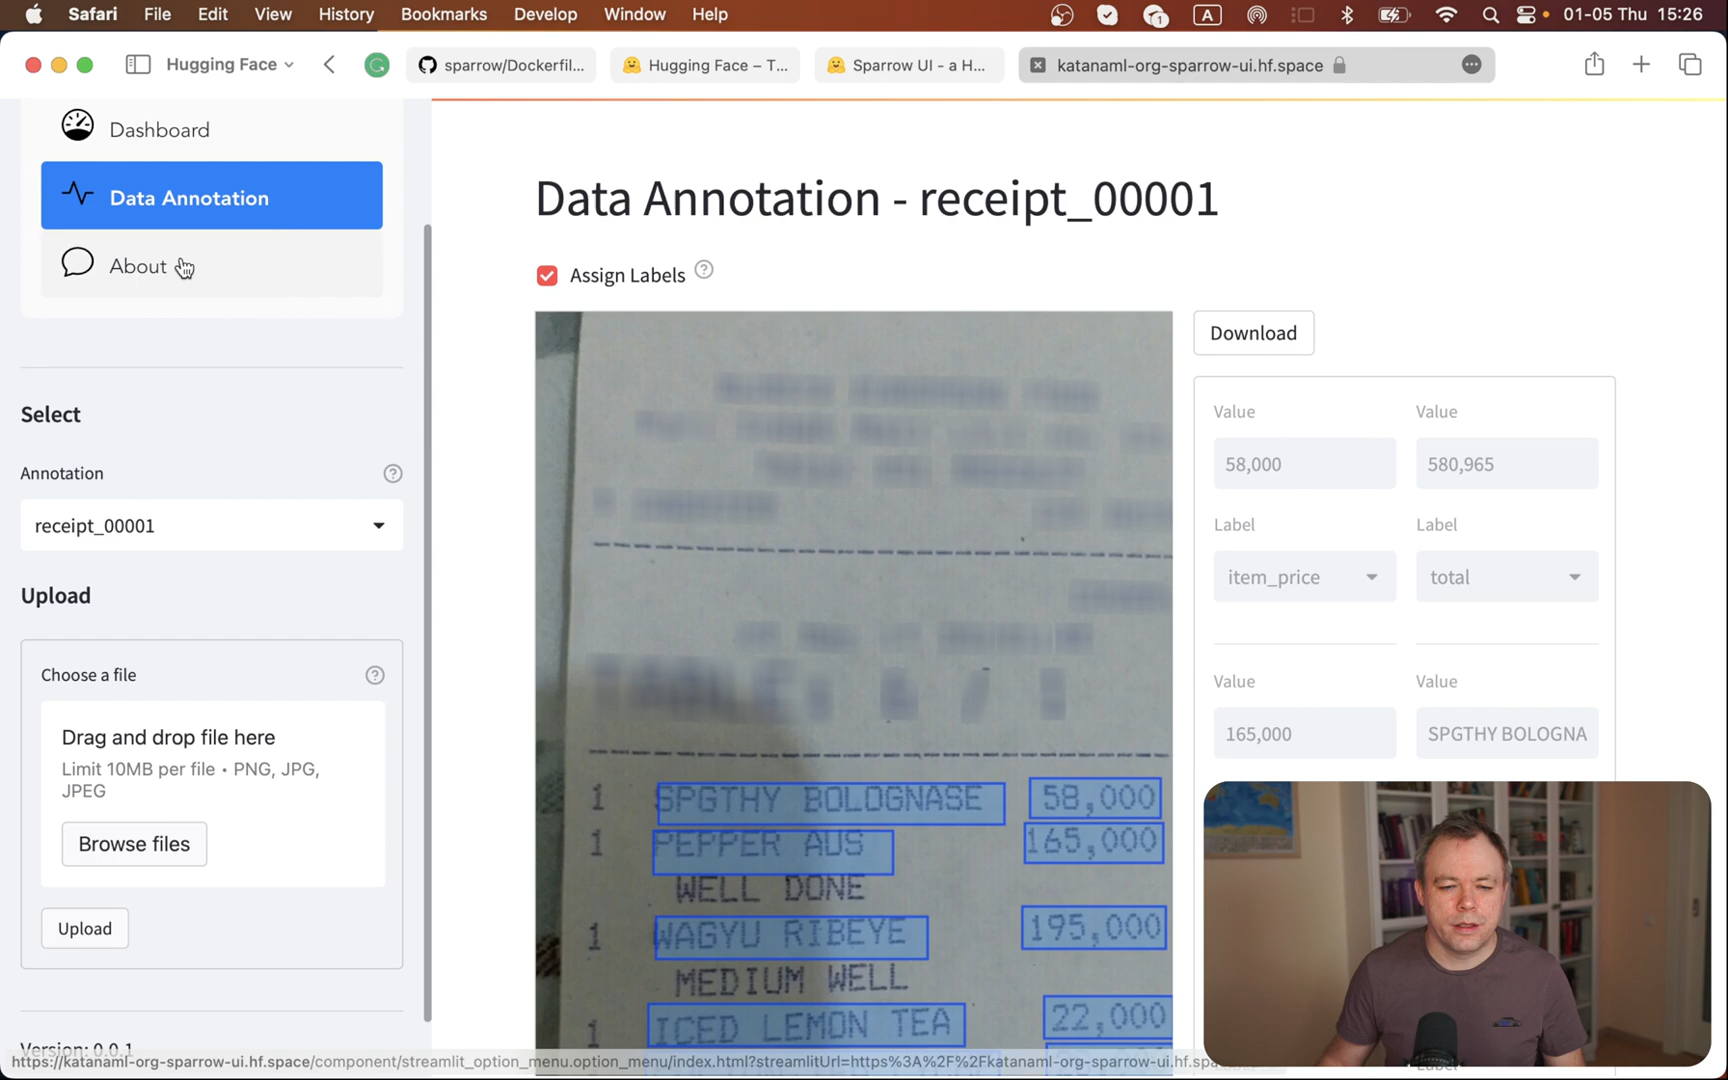 Safari File Edit View History Bookmarks Develop Window Help 1 A 01-05 Thu 15:26
Hugging Face sparrow/Dockerfil... Hugging Face – T... Sparrow UI - a H... katanaml-org-sparrow-ui.hf.space
Dashboard
Data Annotation
About
Select
Annotation
receipt_00001
Upload
Choose a file
Drag and drop file here
Limit 10MB per file • PNG, JPG,
JPEG
Browse files
Upload
Version: 0.0.1
Data Annotation - receipt_00001
Assign Labels
1 SPGTHY BOLOGNASE 58,000
1 PEPPER AUS 165,000
WELL DONE
1 WAGYU RIBEYE 195,000
MEDIUM WELL
1 ICED LEMON TEA 22,000
Download
Value Value
58,000 580,965
Label Label
item_price total
Value Value
165,000 SPGTHY BOLOGNA
https://katanaml-org-sparrow-ui.hf.space/component/streamlit_option_menu.option_menu/index.html?streamlitUrl=https%3A%2F%2Fkatanaml-org-sparrow-ui.hf.sp